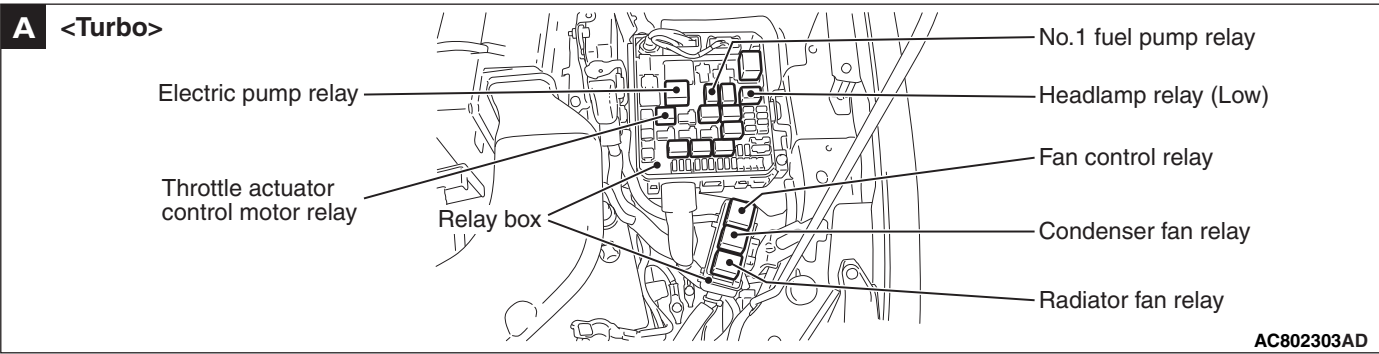 A <Turbo>
No.1 fuel pump relay
Electric pump relay
Headlamp relay (Low)
Fan control relay
Throttle actuator
control motor relay
Relay box
Condenser fan relay
Radiator fan relay
AC802303AD